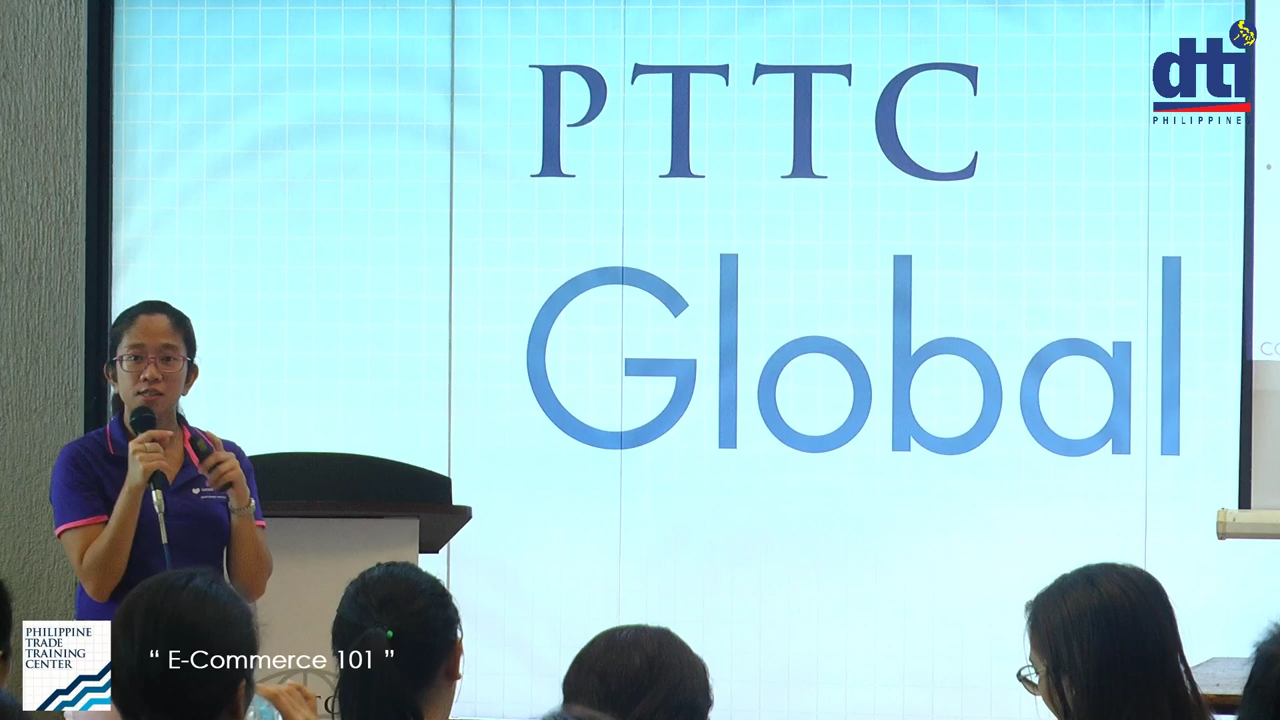 PTTC
Global
dti
PHILIPPINE
PHILIPPINE
TRADE
TRAINING
CENTER
“ E-Commerce 101 ”